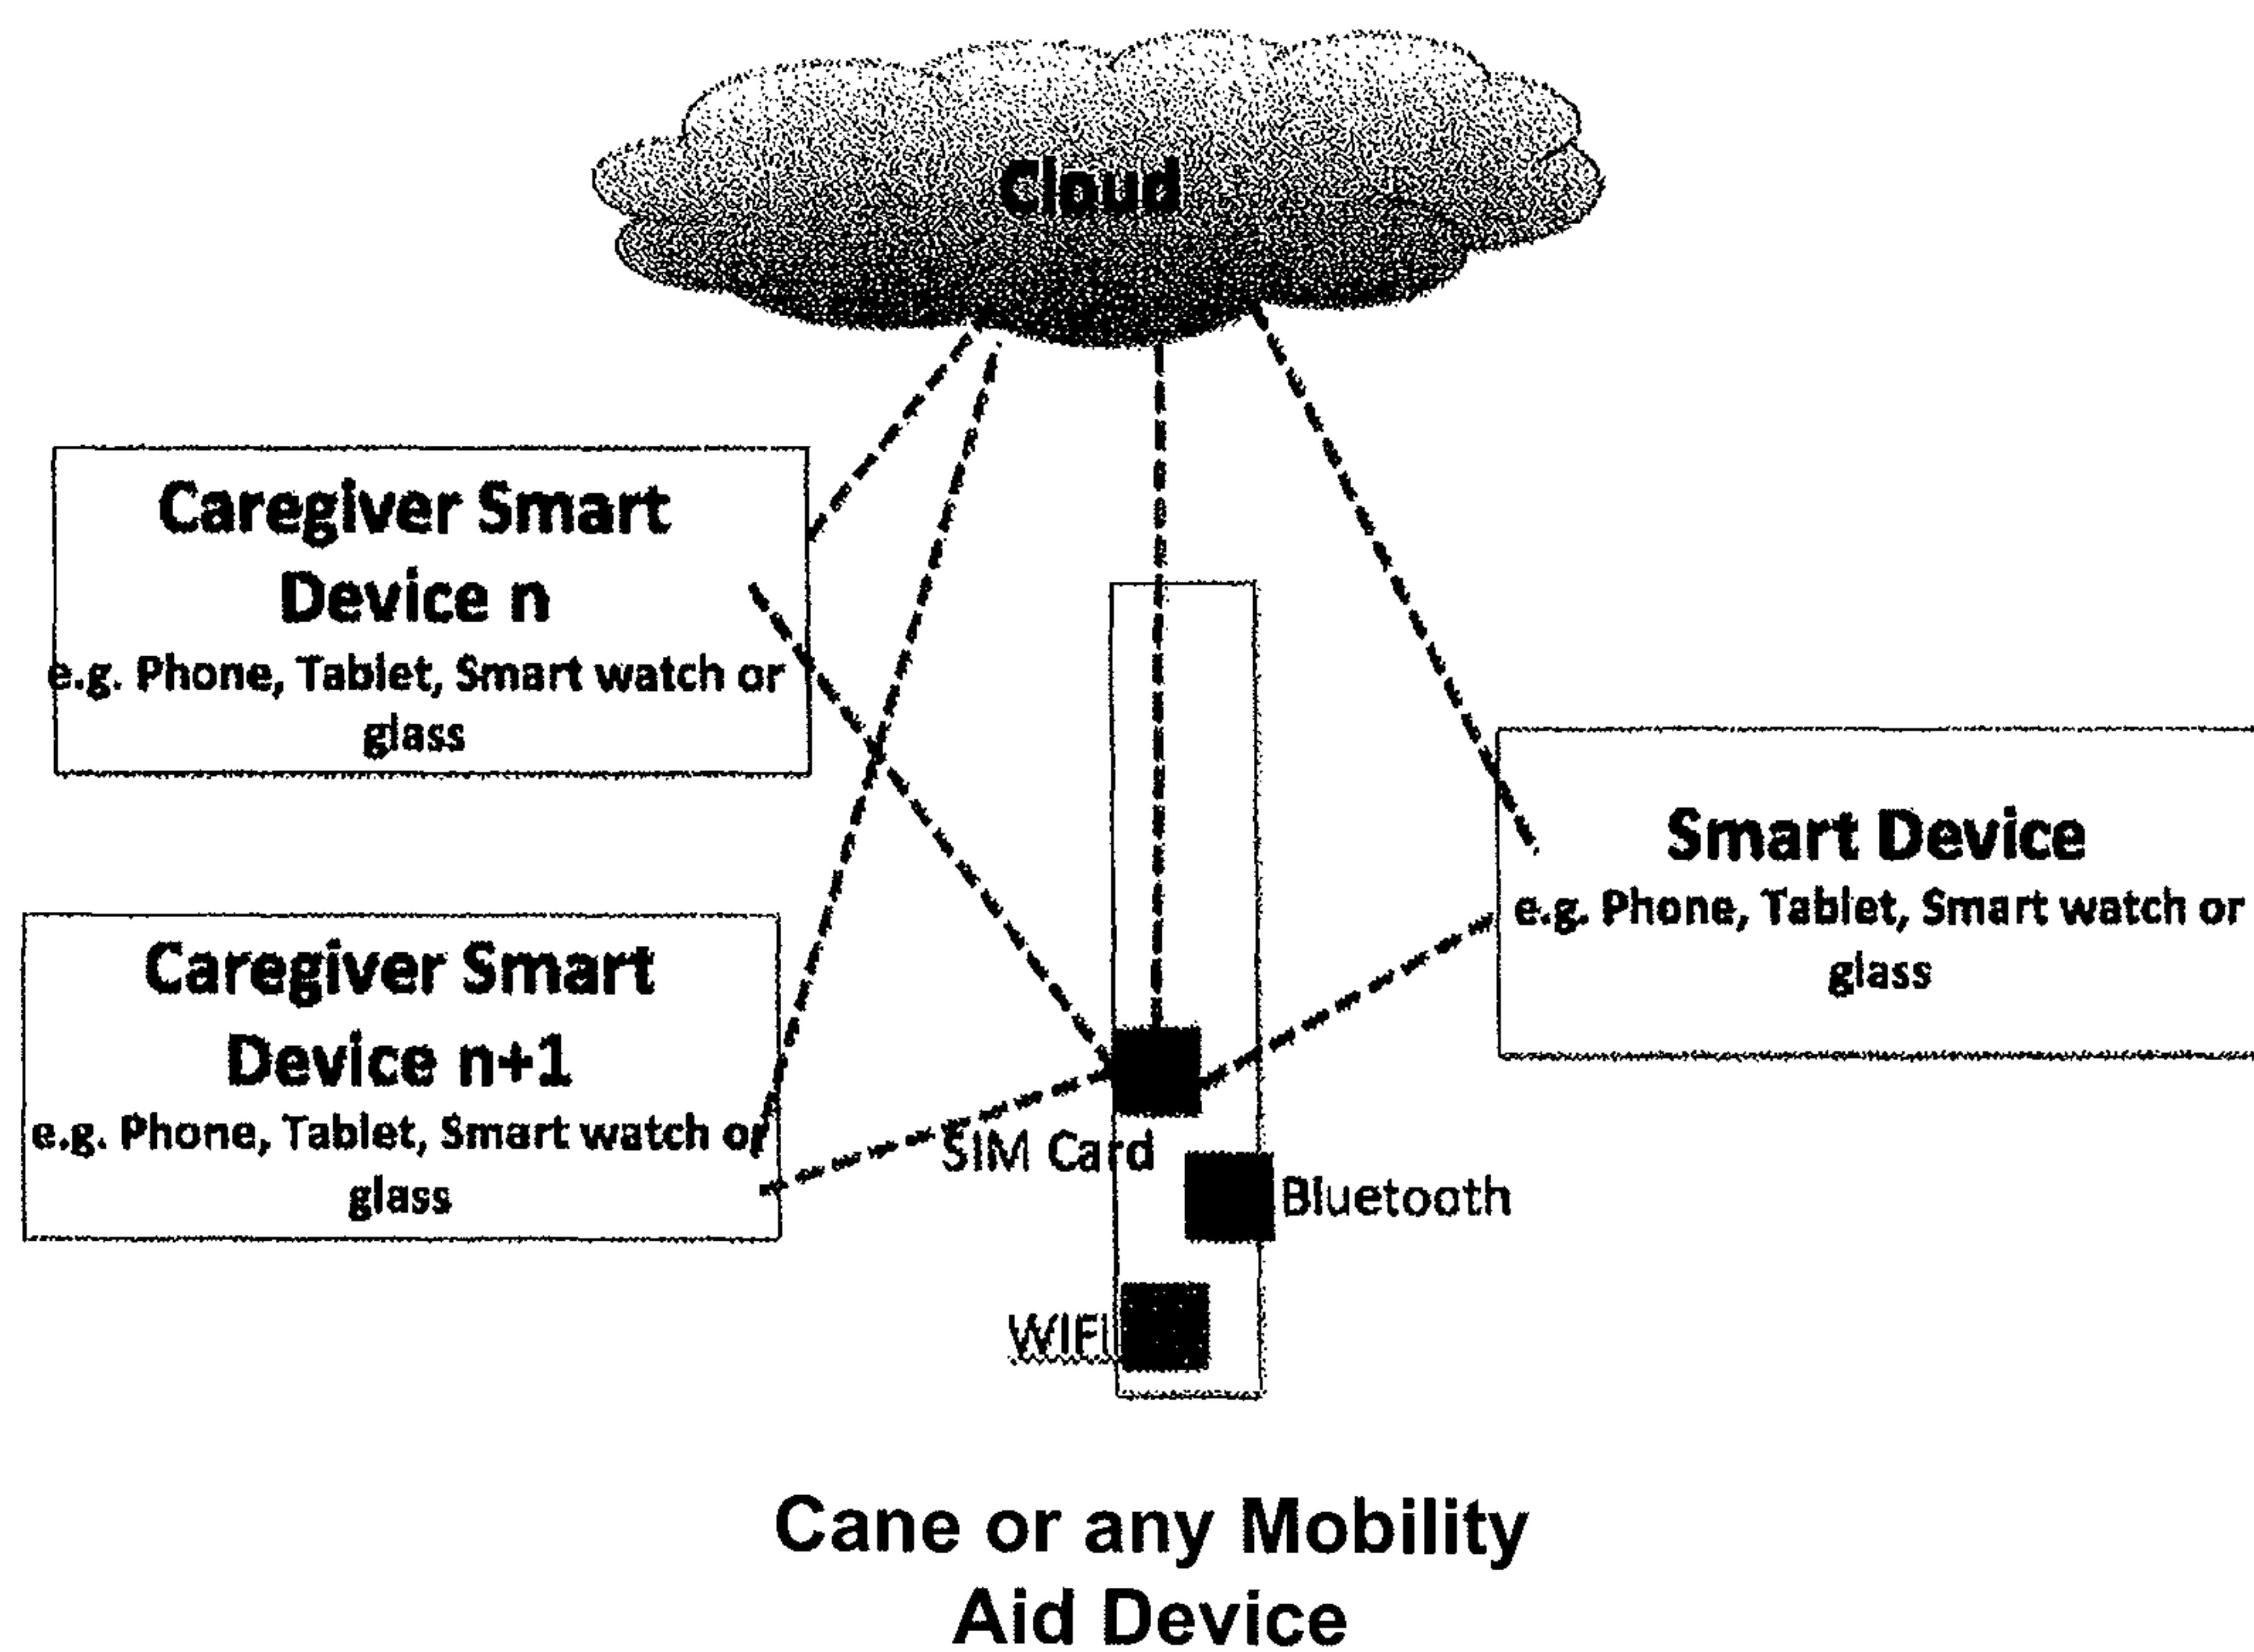 Cloud
Caregiver Smart
Device n
e.g. Phone, Tablet, Smart watch or
glass
Smart Device
e.g. Phone, Tablet, Smart watch or
glass
Caregiver Smart
Device n+1
e.g. Phone, Tablet, Smart watch or
glass
SIM Card
Bluetooth
WIFI
Cane or any Mobility
Aid Device